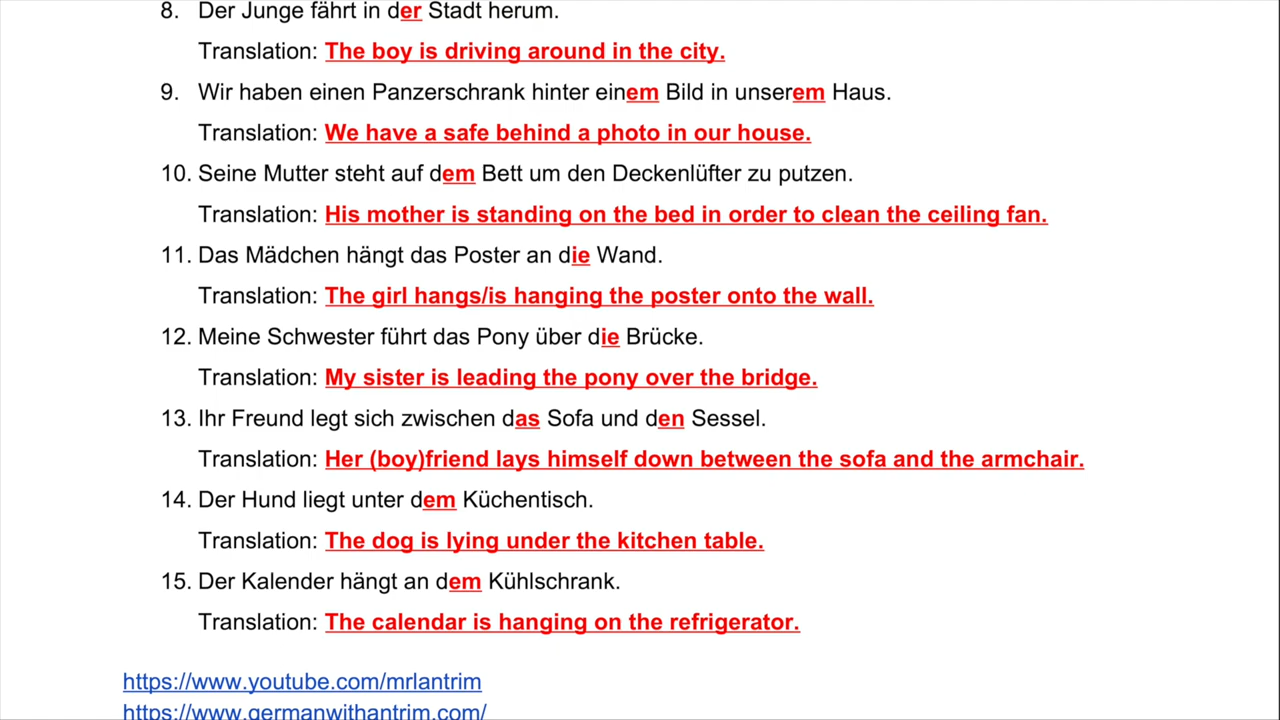 8. Der Junge fährt in der Stadt herum.
Translation: The boy is driving around in the city.
9. Wir haben einen Panzerschrank hinter einem Bild in unserem Haus.
Translation: We have a safe behind a photo in our house.
10. Seine Mutter steht auf dem Bett um den Deckenlüfter zu putzen.
Translation: His mother is standing on the bed in order to clean the ceiling fan.
11. Das Mädchen hängt das Poster an die Wand.
Translation: The girl hangs/is hanging the poster onto the wall.
12. Meine Schwester führt das Pony über die Brücke.
Translation: My sister is leading the pony over the bridge.
13. Ihr Freund legt sich zwischen das Sofa und den Sessel.
Translation: Her (boy)friend lays himself down between the sofa and the armchair.
14. Der Hund liegt unter dem Küchentisch.
Translation: The dog is lying under the kitchen table.
15. Der Kalender hängt an dem Kühlschrank.
Translation: The calendar is hanging on the refrigerator.
https://www.youtube.com/mrlantrim
https://www.germanwithantrim.com/